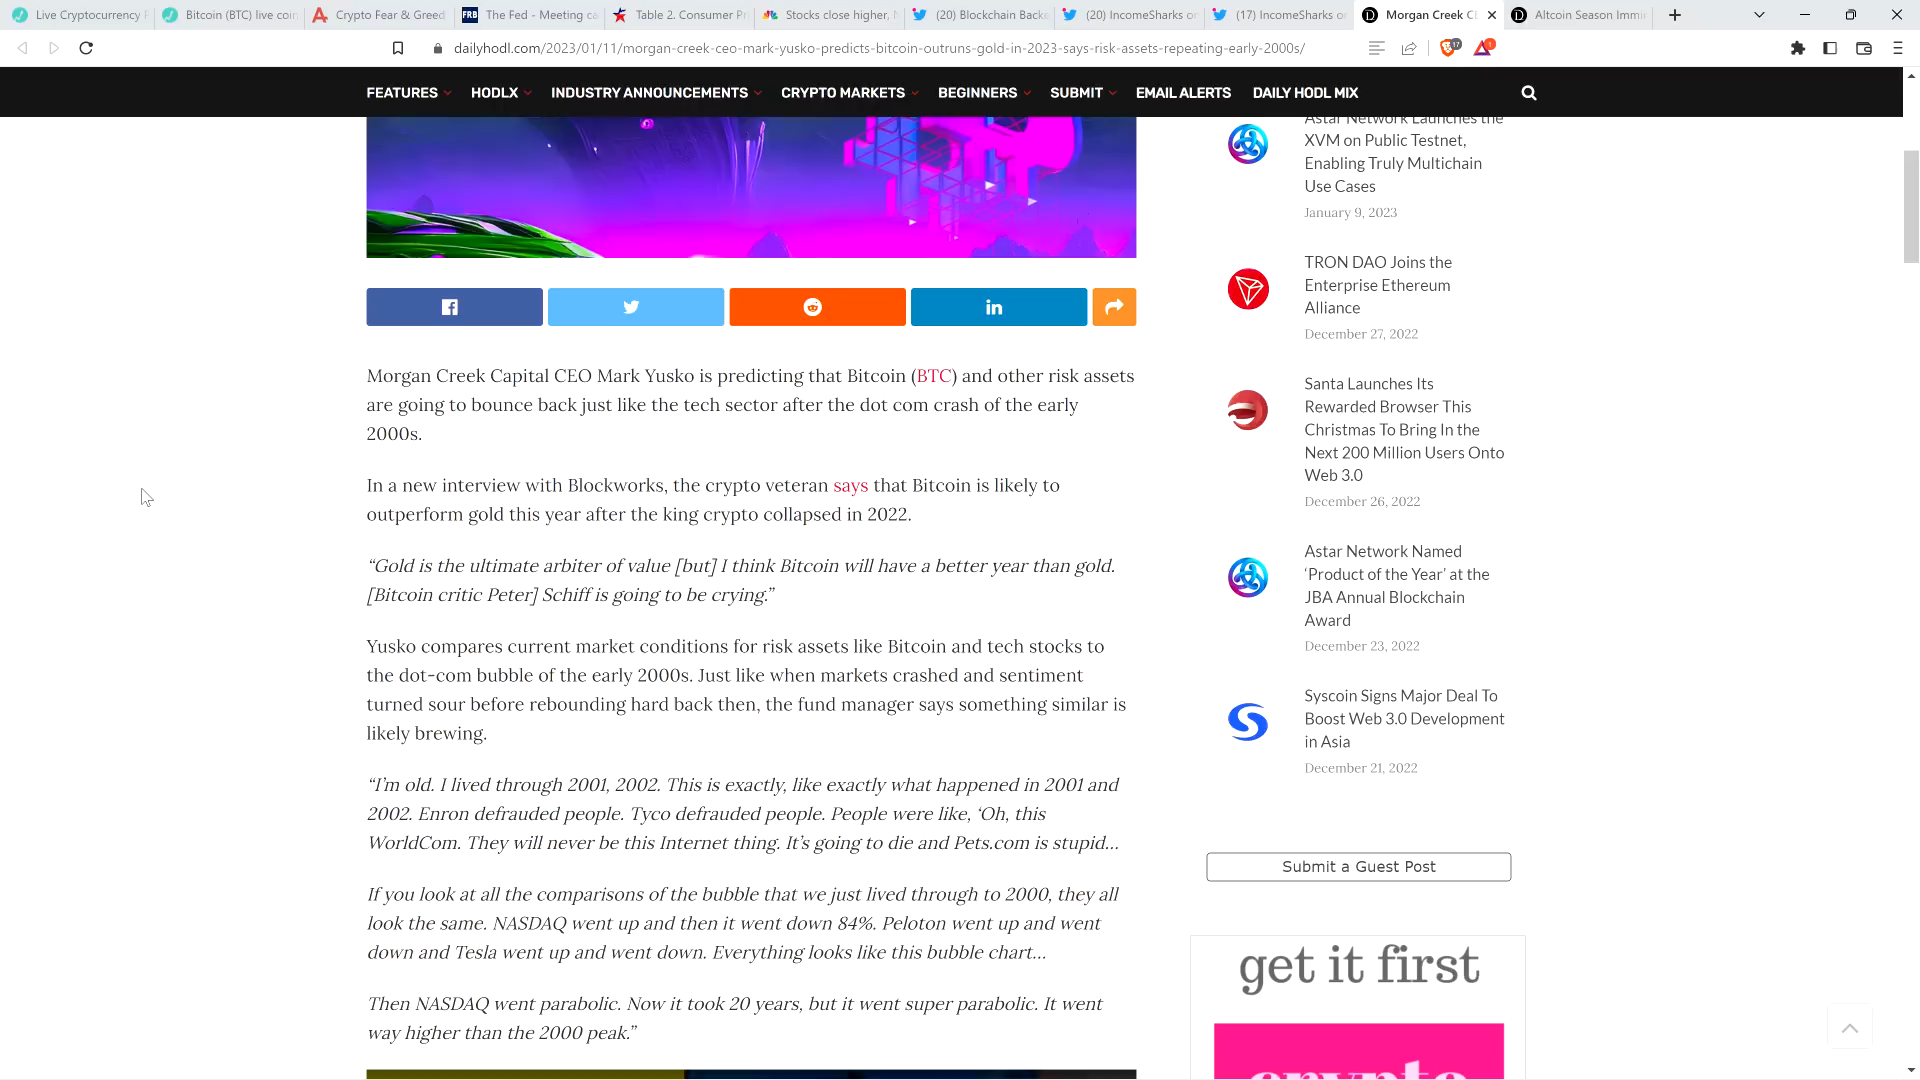 Live Cryptocurrency P
Bitcoin (BTC) live coin
Crypto Fear & Greed
FRB
The Fed - Meeting ca
Table 2. Consumer Pri
Stocks close higher, N
(20) Blockchain Backe
(20) IncomeSharks on
(17) IncomeSharks on
Morgan Creek CE
Altcoin Season Immi
dailyhodl.com/2023/01/11/morgan-creek-ceo-mark-yusko-predicts-bitcoin-outruns-gold-in-2023-says-risk-assets-repeating-early-2000s/
17
1
FEATURES
HODLX
INDUSTRY ANNOUNCEMENTS
CRYPTO MARKETS
BEGINNERS
SUBMIT
EMAIL ALERTS
DAILY HODL MIX
Morgan Creek Capital CEO Mark Yusko is predicting that Bitcoin (BTC) and other risk assets
are going to bounce back just like the tech sector after the dot com crash of the early
2000s.
In a new interview with Blockworks, the crypto veteran says that Bitcoin is likely to
outperform gold this year after the king crypto collapsed in 2022.
“Gold is the ultimate arbiter of value [but] I think Bitcoin will have a better year than gold.
[Bitcoin critic Peter] Schiff is going to be crying.”
Yusko compares current market conditions for risk assets like Bitcoin and tech stocks to
the dot-com bubble of the early 2000s. Just like when markets crashed and sentiment
turned sour before rebounding hard back then, the fund manager says something similar is
likely brewing.
“I’m old. I lived through 2001, 2002. This is exactly, like exactly what happened in 2001 and
2002. Enron defrauded people. Tyco defrauded people. People were like, ‘Oh, this
WorldCom. They will never be this Internet thing. It’s going to die and Pets.com is stupid…
If you look at all the comparisons of the bubble that we just lived through to 2000, they all
look the same. NASDAQ went up and then it went down 84%. Peloton went up and went
down and Tesla went up and went down. Everything looks like this bubble chart…
Then NASDAQ went parabolic. Now it took 20 years, but it went super parabolic. It went
way higher than the 2000 peak.”
Astar Network Launches the
XVM on Public Testnet,
Enabling Truly Multichain
Use Cases
January 9, 2023
TRON DAO Joins the
Enterprise Ethereum
Alliance
December 27, 2022
Santa Launches Its
Rewarded Browser This
Christmas To Bring In the
Next 200 Million Users Onto
Web 3.0
December 26, 2022
Astar Network Named
‘Product of the Year’ at the
JBA Annual Blockchain
Award
December 23, 2022
Syscoin Signs Major Deal To
Boost Web 3.0 Development
in Asia
December 21, 2022
Submit a Guest Post
get it first
crypto